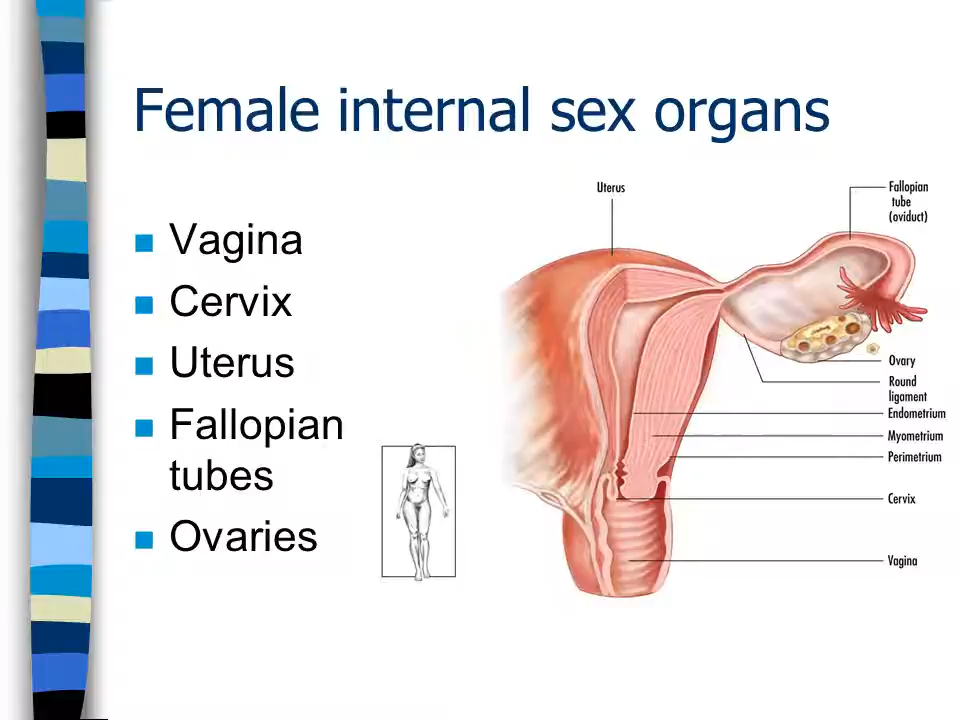 Female internal sex organs
Vagina
Cervix
Uterus
Fallopian
tubes
Ovaries
Uterus
Fallopian
tube
(oviduct)
Ovary
Round
ligament
Endometrium
Myometrium
Perimetrium
Cervix
Vagina